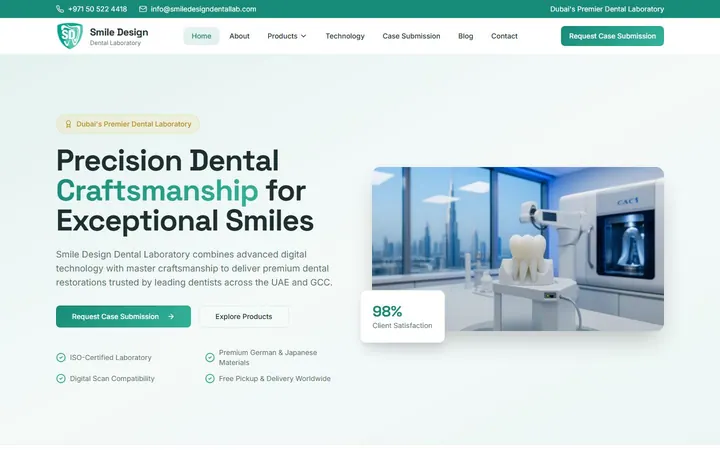 +971 50 522 4418 info@smiledesigndentallab.com Dubai's Premier Dental Laboratory
SD Smile Design
Dental Laboratory
Home About Products Technology Case Submission Blog Contact Request Case Submission
Dubai's Premier Dental Laboratory
Precision Dental
Craftsmanship for
Exceptional Smiles
Smile Design Dental Laboratory combines advanced digital
technology with master craftsmanship to deliver premium dental
restorations trusted by leading dentists across the UAE and GCC.
Request Case Submission Explore Products
98%
Client Satisfaction
ISO-Certified Laboratory
Premium German & Japanese
Materials
Digital Scan Compatibility
Free Pickup & Delivery Worldwide